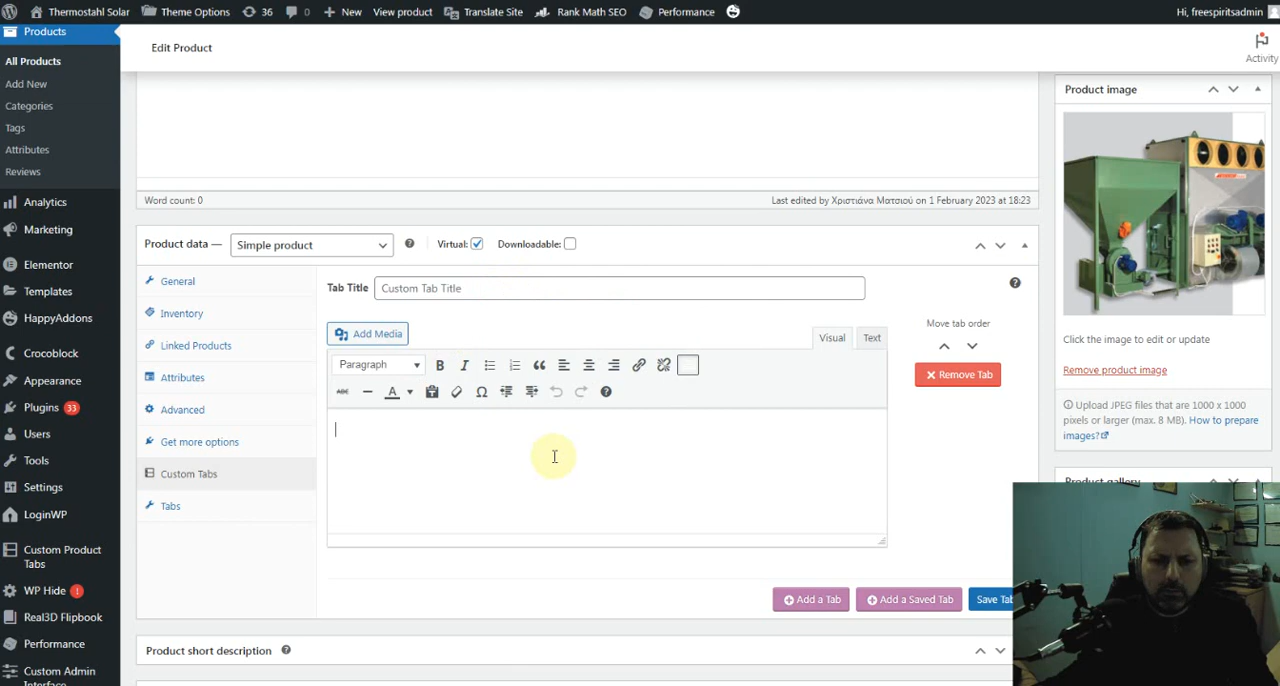 Thermostahl Solar
Theme Options
36
0
New
View product
Translate Site
Rank Math SEO
Performance
Hi, freespiritsadmin
Products
All Products
Add New
Categories
Tags
Attributes
Reviews
Analytics
Marketing
Elementor
Templates
HappyAddons
Crocoblock
Appearance
Plugins 33
Users
Tools
Settings
LoginWP
Custom Product
Tabs
WP Hide !
Real3D Flipbook
Performance
Custom Admin
Interface
Edit Product
Activity
Word count: 0
Last edited by Χριστιάνα Ματσιού on 1 February 2023 at 18:23
Product data —
Simple product
Virtual:
Downloadable:
General
Inventory
Linked Products
Attributes
Advanced
Get more options
Custom Tabs
Tabs
Tab Title
Custom Tab Title
Add Media
Visual
Text
Paragraph
B
I
ABC
A
Ω
Move tab order
Remove Tab
Add a Tab
Add a Saved Tab
Save Tab
Product short description
Product image
Click the image to edit or update
Remove product image
Upload JPEG files that are 1000 x 1000
pixels or larger (max. 8 MB). How to prepare
images?
Product gallery